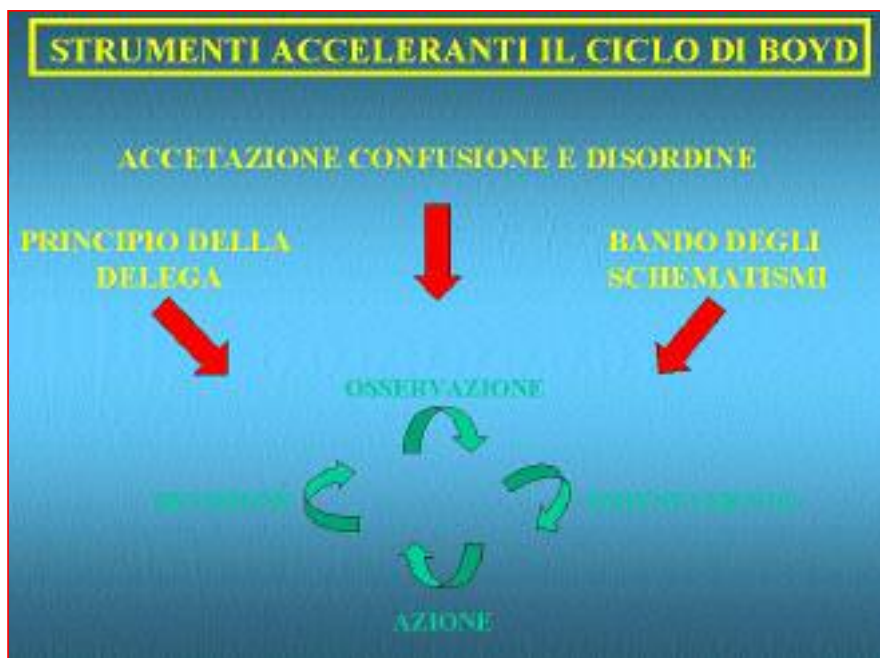 STRUMENTI ACCELERANTI IL CICLO DI BOYD
ACCETAZIONE CONFUSIONE E DISORDINE
PRINCIPIO DELLA
DELEGA
BANDO DEGLI
SCHEMATISMI
OSSERVAZIONE
AZIONE